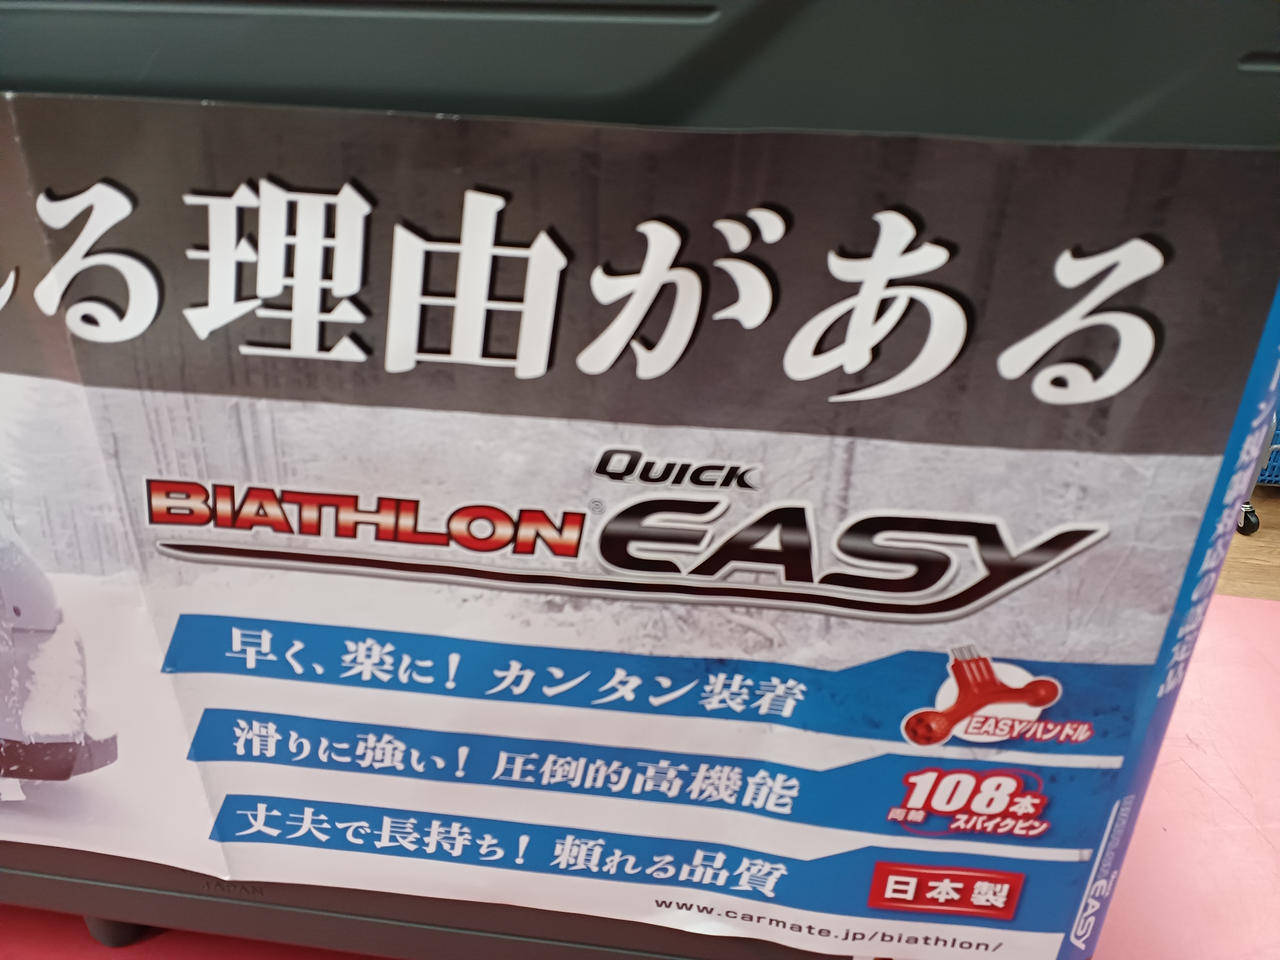 る理由がある
QUICK
BIATHLON® EASY
早く、楽に! カンタン装着
EASYハンドル
滑りに強い! 圧倒的高機能
両輪 108本
スパイクピン
丈夫で長持ち! 頼れる品質
日本製
www.carmate.jp/biathlon/
JAPAN
QUICK EASY